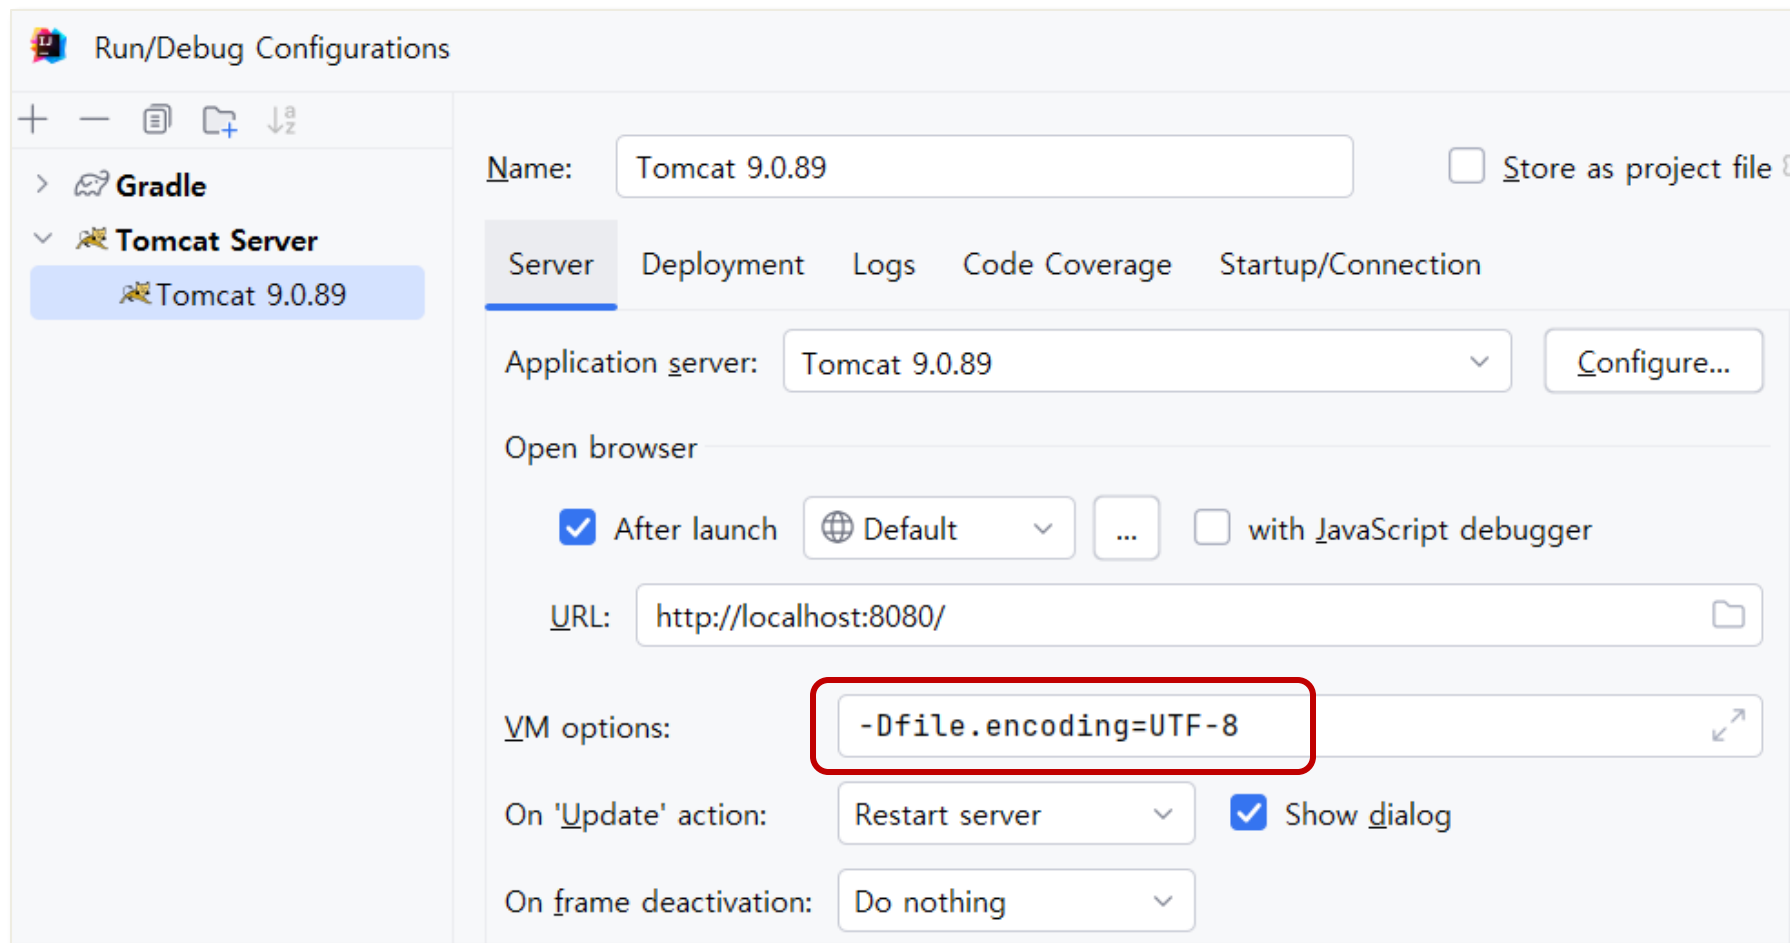 Run/Debug Configurations
Gradle
Tomcat Server
Tomcat 9.0.89
Name: Tomcat 9.0.89 Store as project file
Server Deployment Logs Code Coverage Startup/Connection
Application server: Tomcat 9.0.89 Configure...
Open browser
After launch Default ... with JavaScript debugger
URL: http://localhost:8080/
VM options: -Dfile.encoding=UTF-8
On 'Update' action: Restart server Show dialog
On frame deactivation: Do nothing